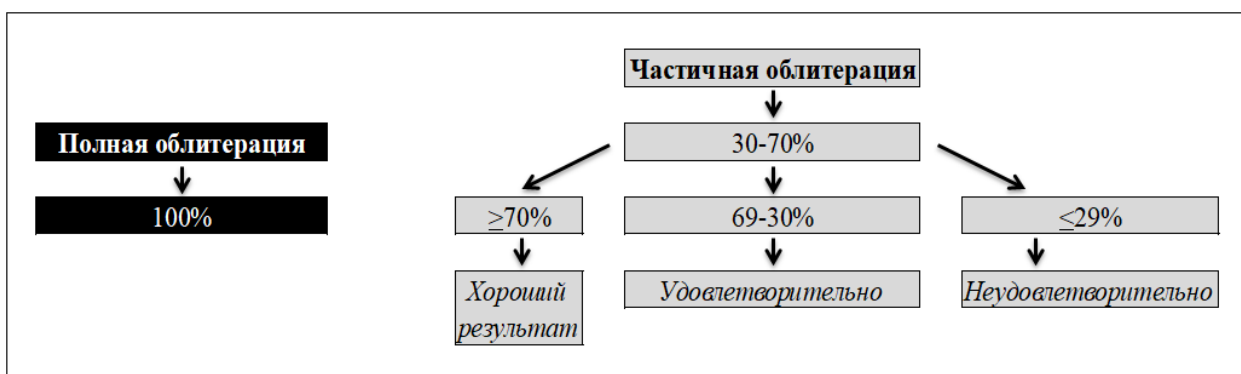 Частичная облитерация
Полная облитерация
30-70%
100%
≥70%
69-30%
≤29%
Хороший
результат
Удовлетворительно
Неудовлетворительно